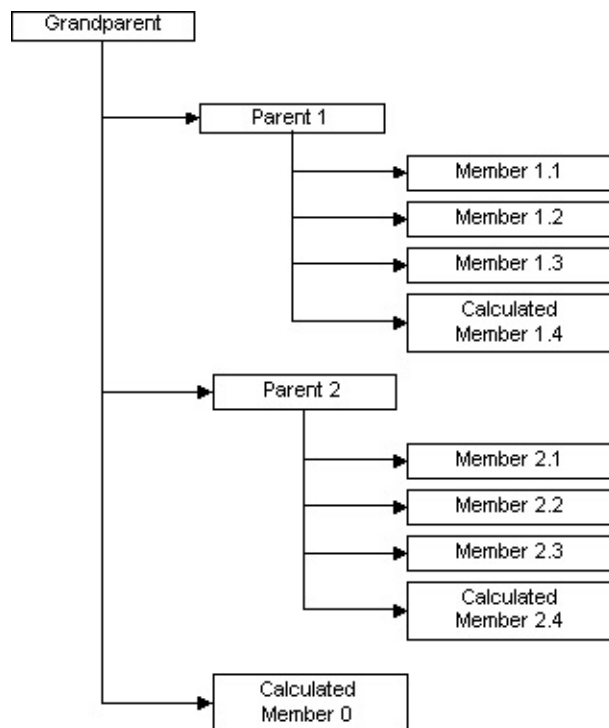 Grandparent
Parent 1
Member 1.1
Member 1.2
Member 1.3
Calculated
Member 1.4
Parent 2
Member 2.1
Member 2.2
Member 2.3
Calculated
Member 2.4
Calculated
Member 0